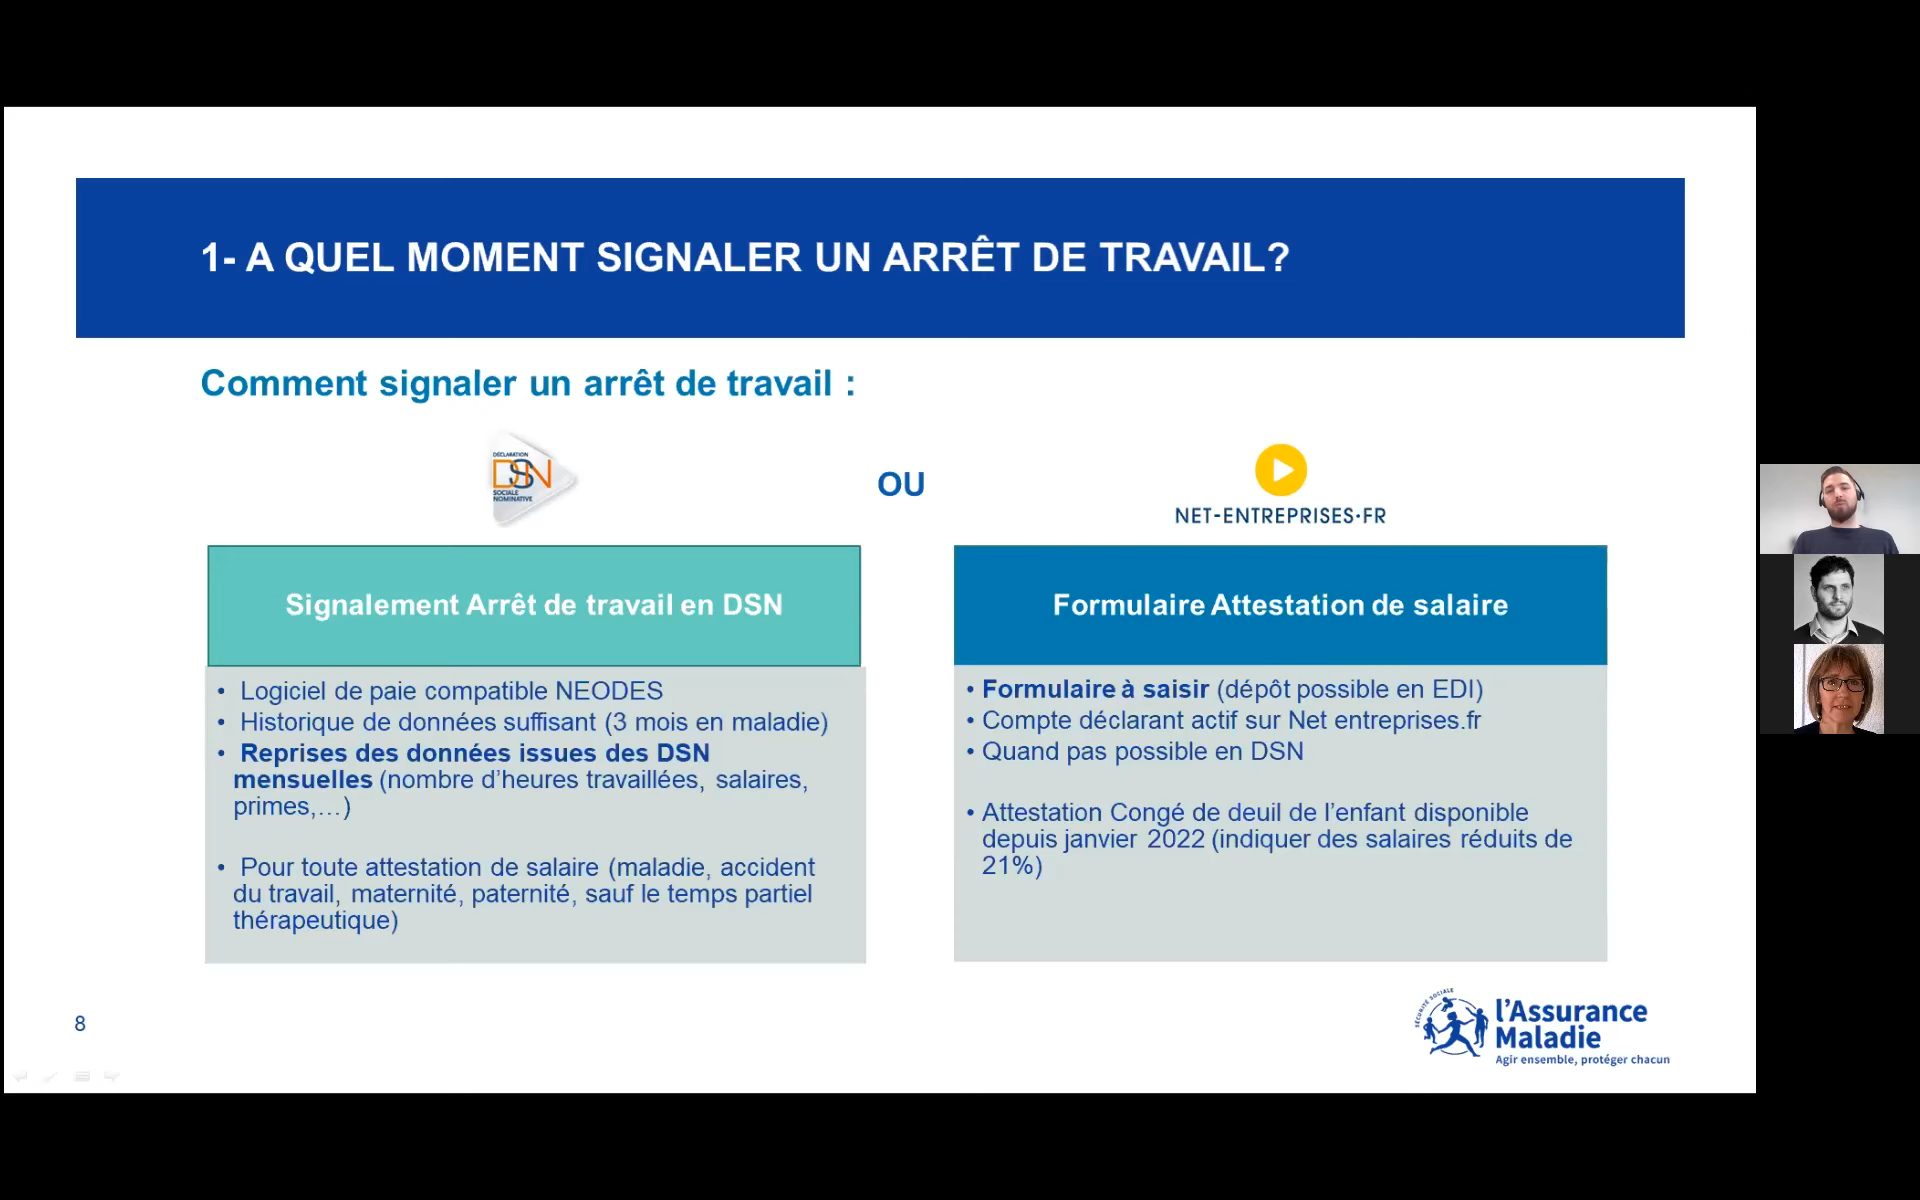 1- A QUEL MOMENT SIGNALER UN ARRÊT DE TRAVAIL?
Comment signaler un arrêt de travail :
DÉCLARATION
DSN
SOCIALE
NOMINATIVE
OU
NET-ENTREPRISES·FR
Signalement Arrêt de travail en DSN
• Logiciel de paie compatible NEODES
• Historique de données suffisant (3 mois en maladie)
• Reprises des données issues des DSN
mensuelles (nombre d’heures travaillées, salaires,
primes,…)
• Pour toute attestation de salaire (maladie, accident
du travail, maternité, paternité, sauf le temps partiel
thérapeutique)
Formulaire Attestation de salaire
• Formulaire à saisir (dépôt possible en EDI)
• Compte déclarant actif sur Net entreprises.fr
• Quand pas possible en DSN
• Attestation Congé de deuil de l’enfant disponible
depuis janvier 2022 (indiquer des salaires réduits de
21%)
8
SÉCURITÉ SOCIALE
l’Assurance
Maladie
Agir ensemble, protéger chacun